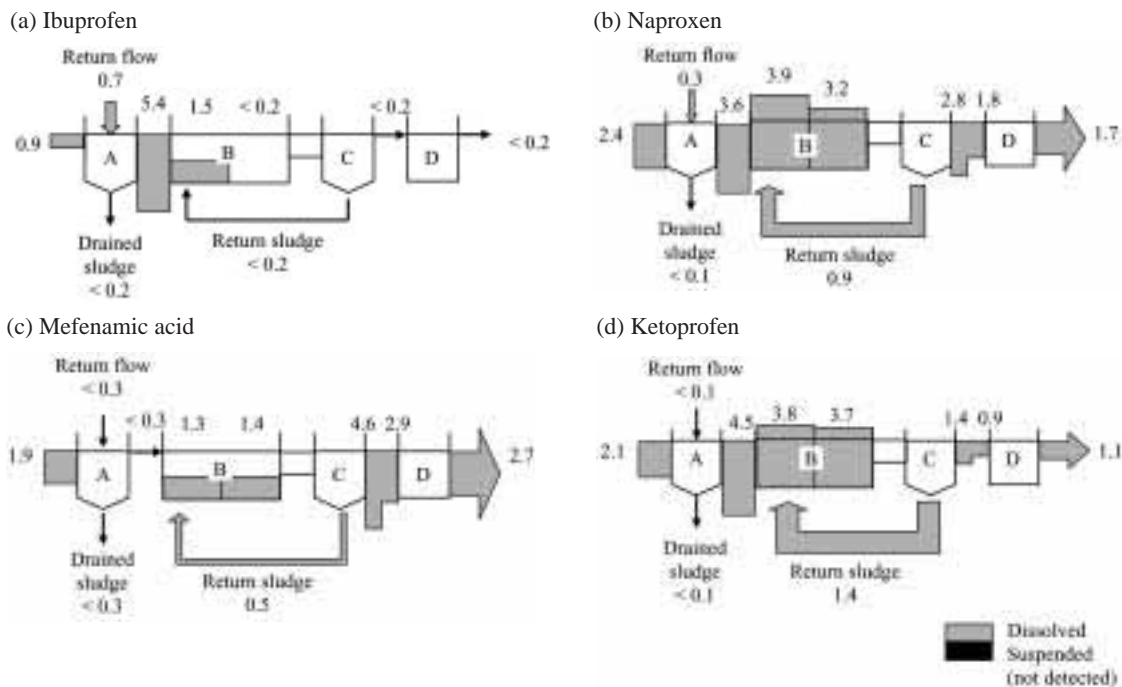 (a) Ibuprofen
Return flow
0.7
5.4 1.5 < 0.2 < 0.2
0.9 < 0.2
A B C D
Drained
sludge
< 0.2
Return sludge
< 0.2
(b) Naproxen
Return flow
0.3
3.6 3.9 3.2 2.8 1.8
2.4 1.7
A B C D
Drained
sludge
< 0.1
Return sludge
0.9
(c) Mefenamic acid
Return flow
< 0.3
< 0.3 1.3 1.4 4.6 2.9
1.9 2.7
A B C D
Drained
sludge
< 0.3
Return sludge
0.5
(d) Ketoprofen
Return flow
< 0.1
4.5 3.8 3.7 1.4 0.9
2.1 1.1
A B C D
Drained
sludge
< 0.1
Return sludge
1.4
Dissolved
Suspended
(not detected)